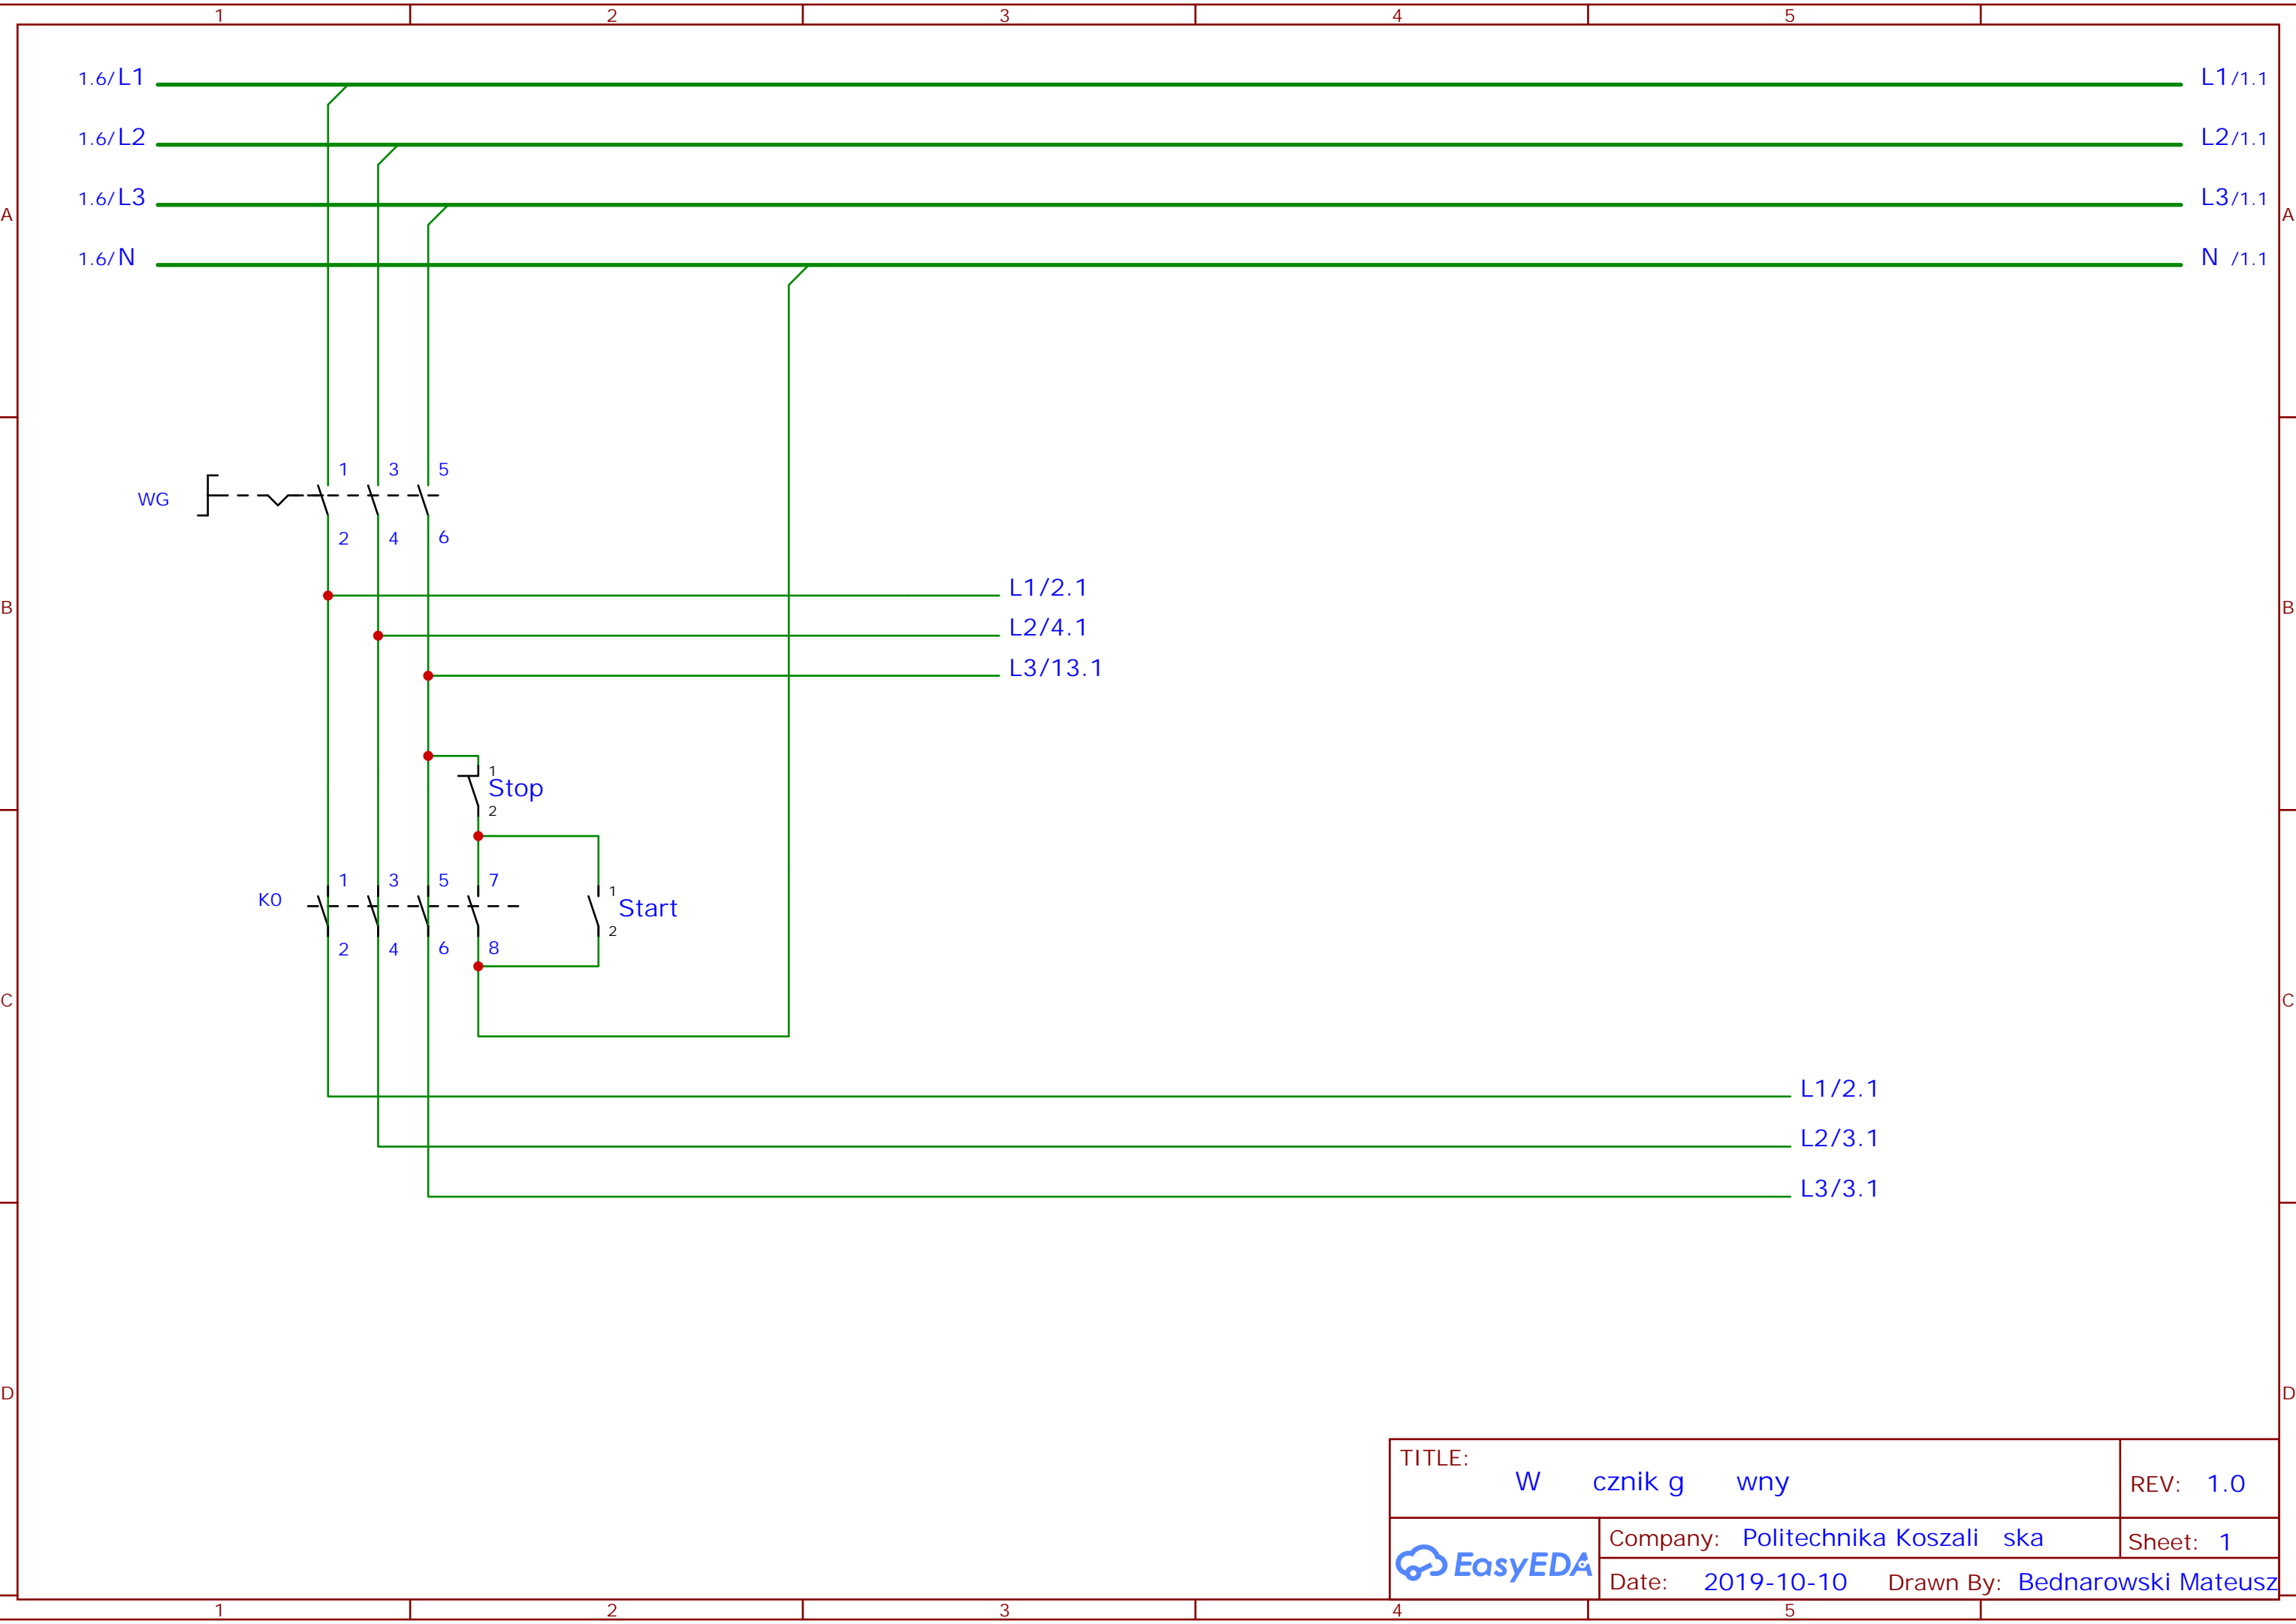 1 2 3 4 5
1.6/L1 L1/1.1
1.6/L2 L2/1.1
A 1.6/L3 L3/1.1 A
1.6/N N /1.1
1 3 5
WG
2 4 6
L1/2.1
B B
L2/4.1
L3/13.1
1
Stop
2
1 3 5 7
1
K0 Start
2
2 4 6 8
C C
L1/2.1
L2/3.1
L3/3.1
D D
TITLE:
W cznik g wny
REV: 1.0
EasyEDA
Company: Politechnika Koszali ska
Sheet: 1
Date: 2019-10-10 Drawn By: Bednarowski Mateusz
1 2 3 4 5